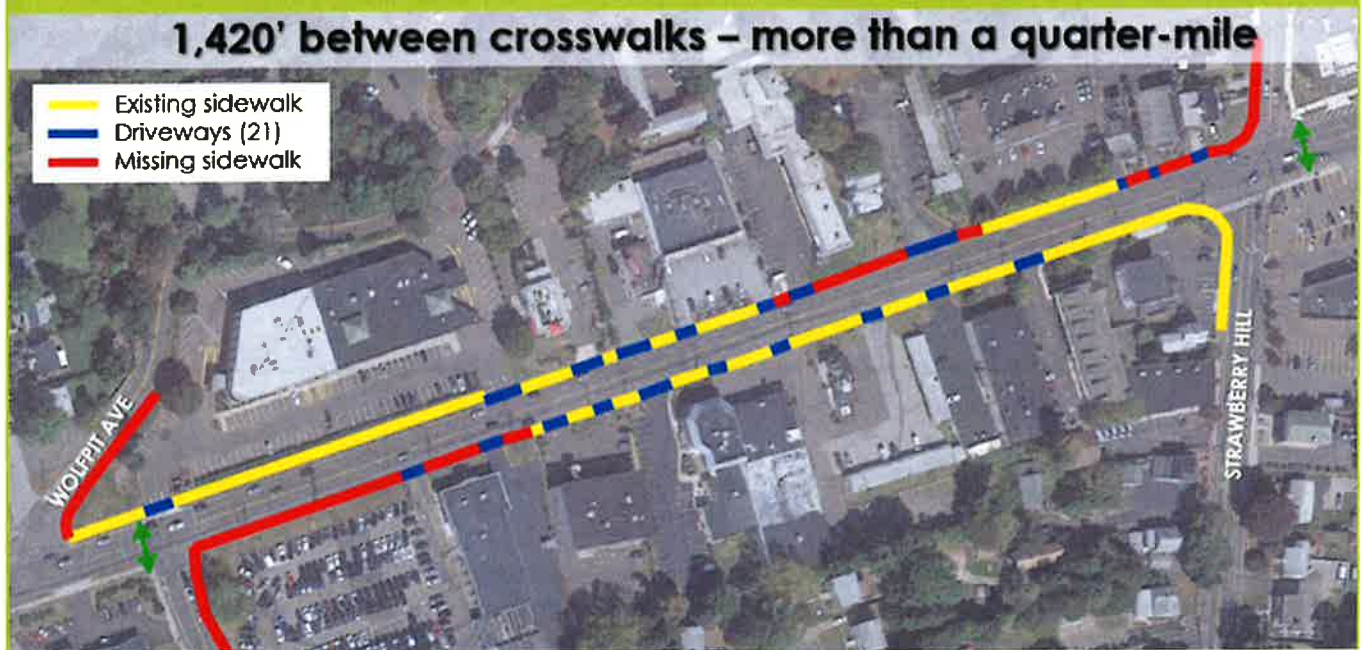 1,420’ between crosswalks – more than a quarter-mile
Existing sidewalk
Driveways (21)
Missing sidewalk
WOLFPIT AVE
STRAWBERRY HILL